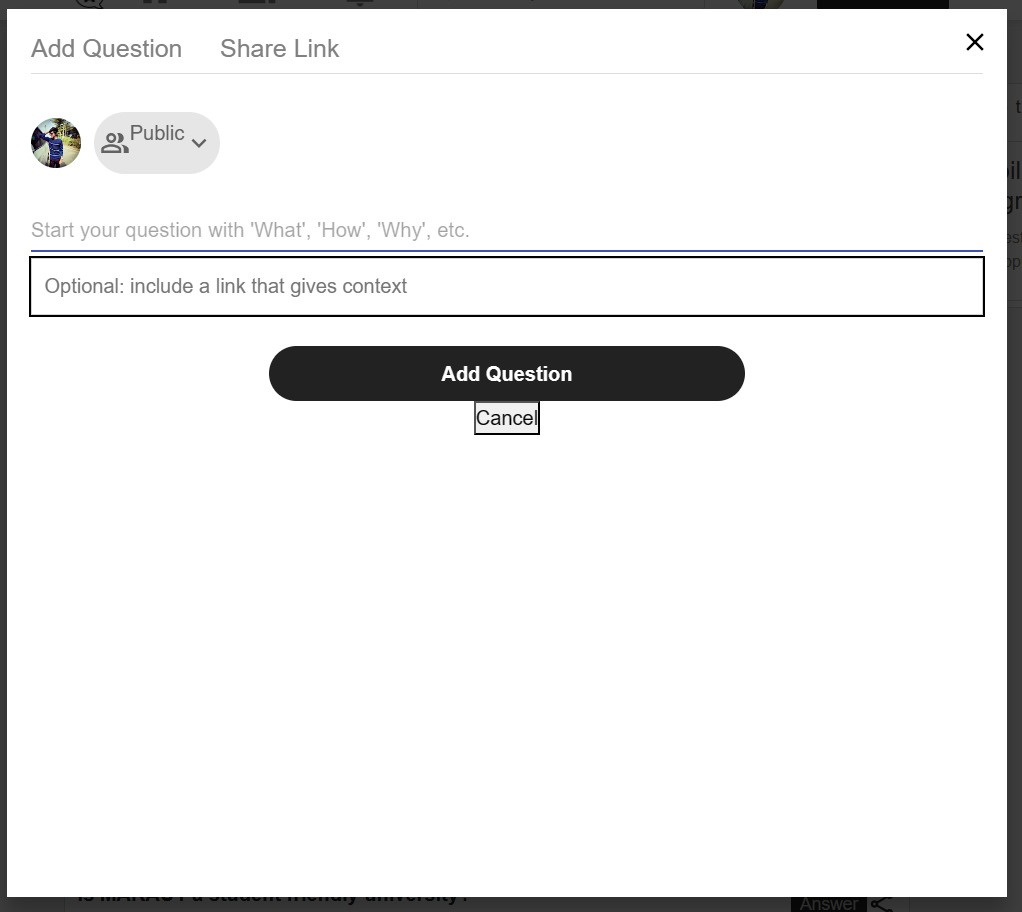 Add Question Share Link
Public
Start your question with 'What', 'How', 'Why', etc.
Optional: include a link that gives context
Add Question
Cancel
Answer